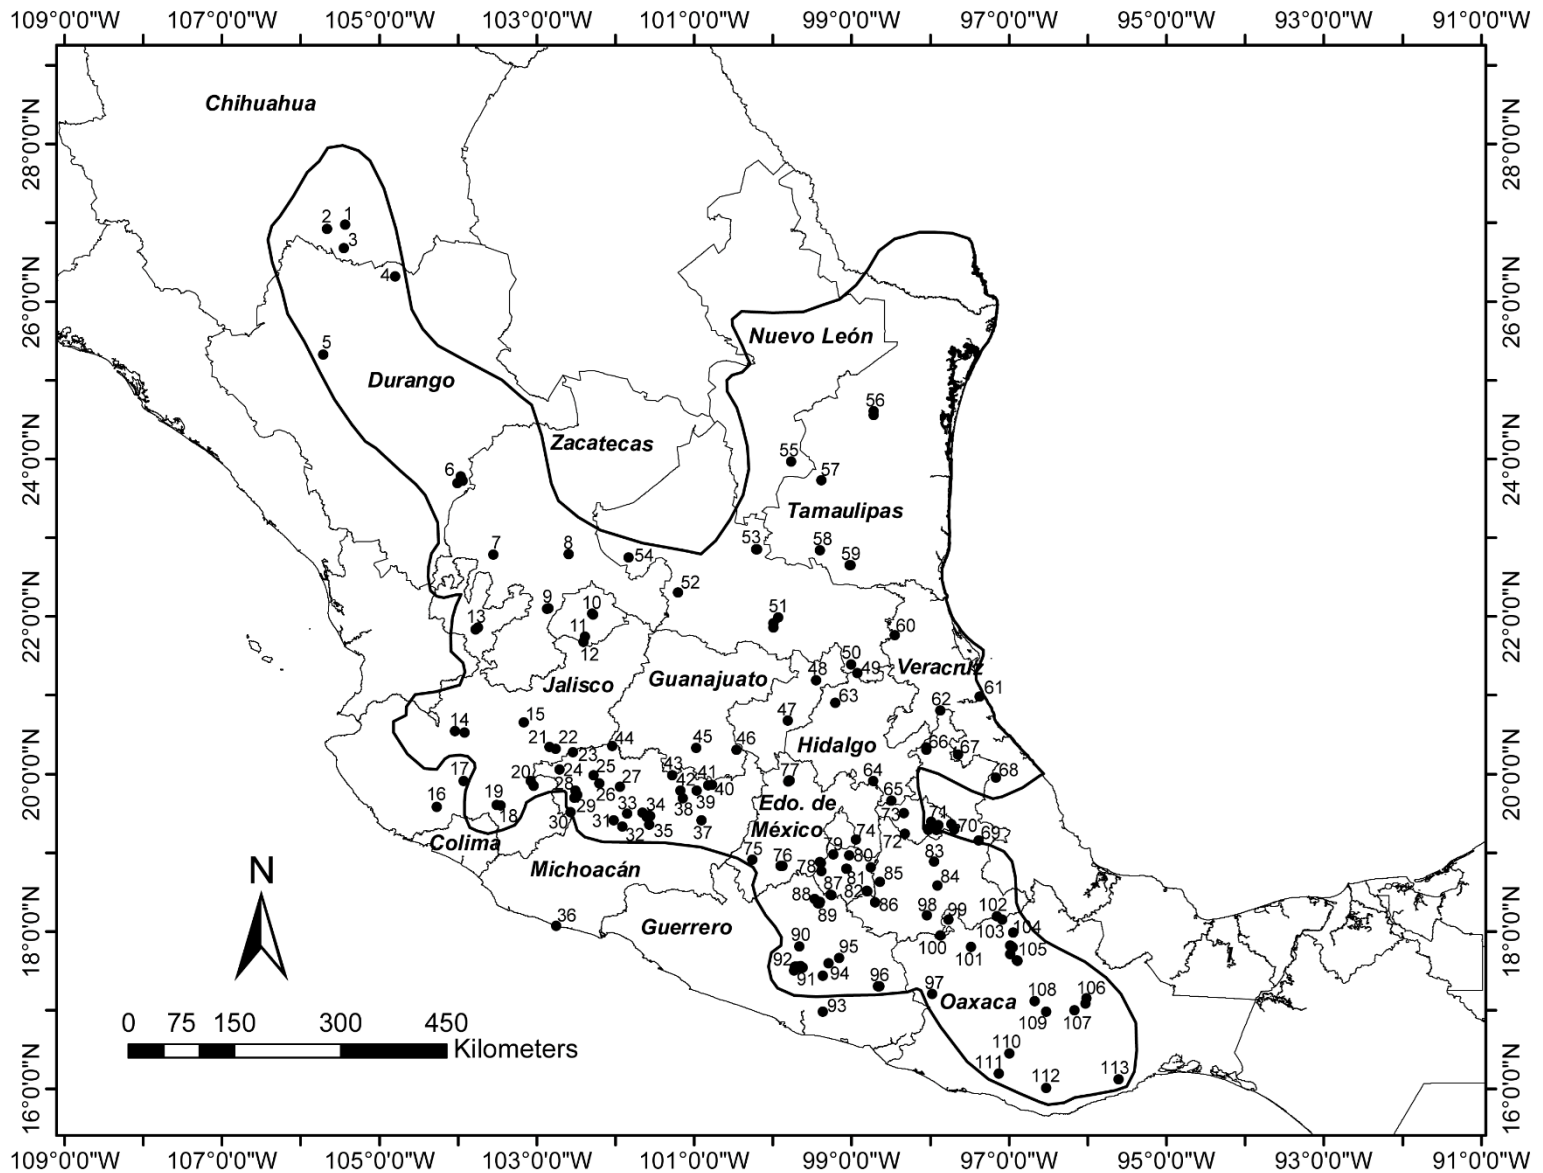 109°0'0"W 107°0'0"W 105°0'0"W 103°0'0"W 101°0'0"W 99°0'0"W 97°0'0"W 95°0'0"W 93°0'0"W 91°0'0"W
28°0'0"N
26°0'0"N
24°0'0"N
22°0'0"N
20°0'0"N
18°0'0"N
16°0'0"N
Chihuahua
2 1
3
4
Nuevo León
5
Durango
56
Zacatecas
55
6
57
Tamaulipas
7 8 54 53 58
59
52
9 10
51
13 11
12
60
50
48 49 Veracruz
Guanajuato
Jalisco
61
63 62
14 15
47
21 22 23 44 45 46
Hidalgo
66 67
17 20 24 25 27 43 41 77 64 68
28 26 42 40
19 18 29 33 34 38 39
Edo. de
México
65
30 31 32 35 37
73 74 70
72 69
16
Colima
74
75 76 79 80 83
78
Michoacán
81 85 84
87 82
88 89 86 98 99 102
36
Guerrero
103 104
90 100
92 95 101 105
91 94
96 97
Oaxaca
108 106
93
109 107
110
111
112 113
N
0 75 150 300 450
Kilometers
28°0'0"N
26°0'0"N
24°0'0"N
22°0'0"N
20°0'0"N
18°0'0"N
16°0'0"N
109°0'0"W 107°0'0"W 105°0'0"W 103°0'0"W 101°0'0"W 99°0'0"W 97°0'0"W 95°0'0"W 93°0'0"W 91°0'0"W